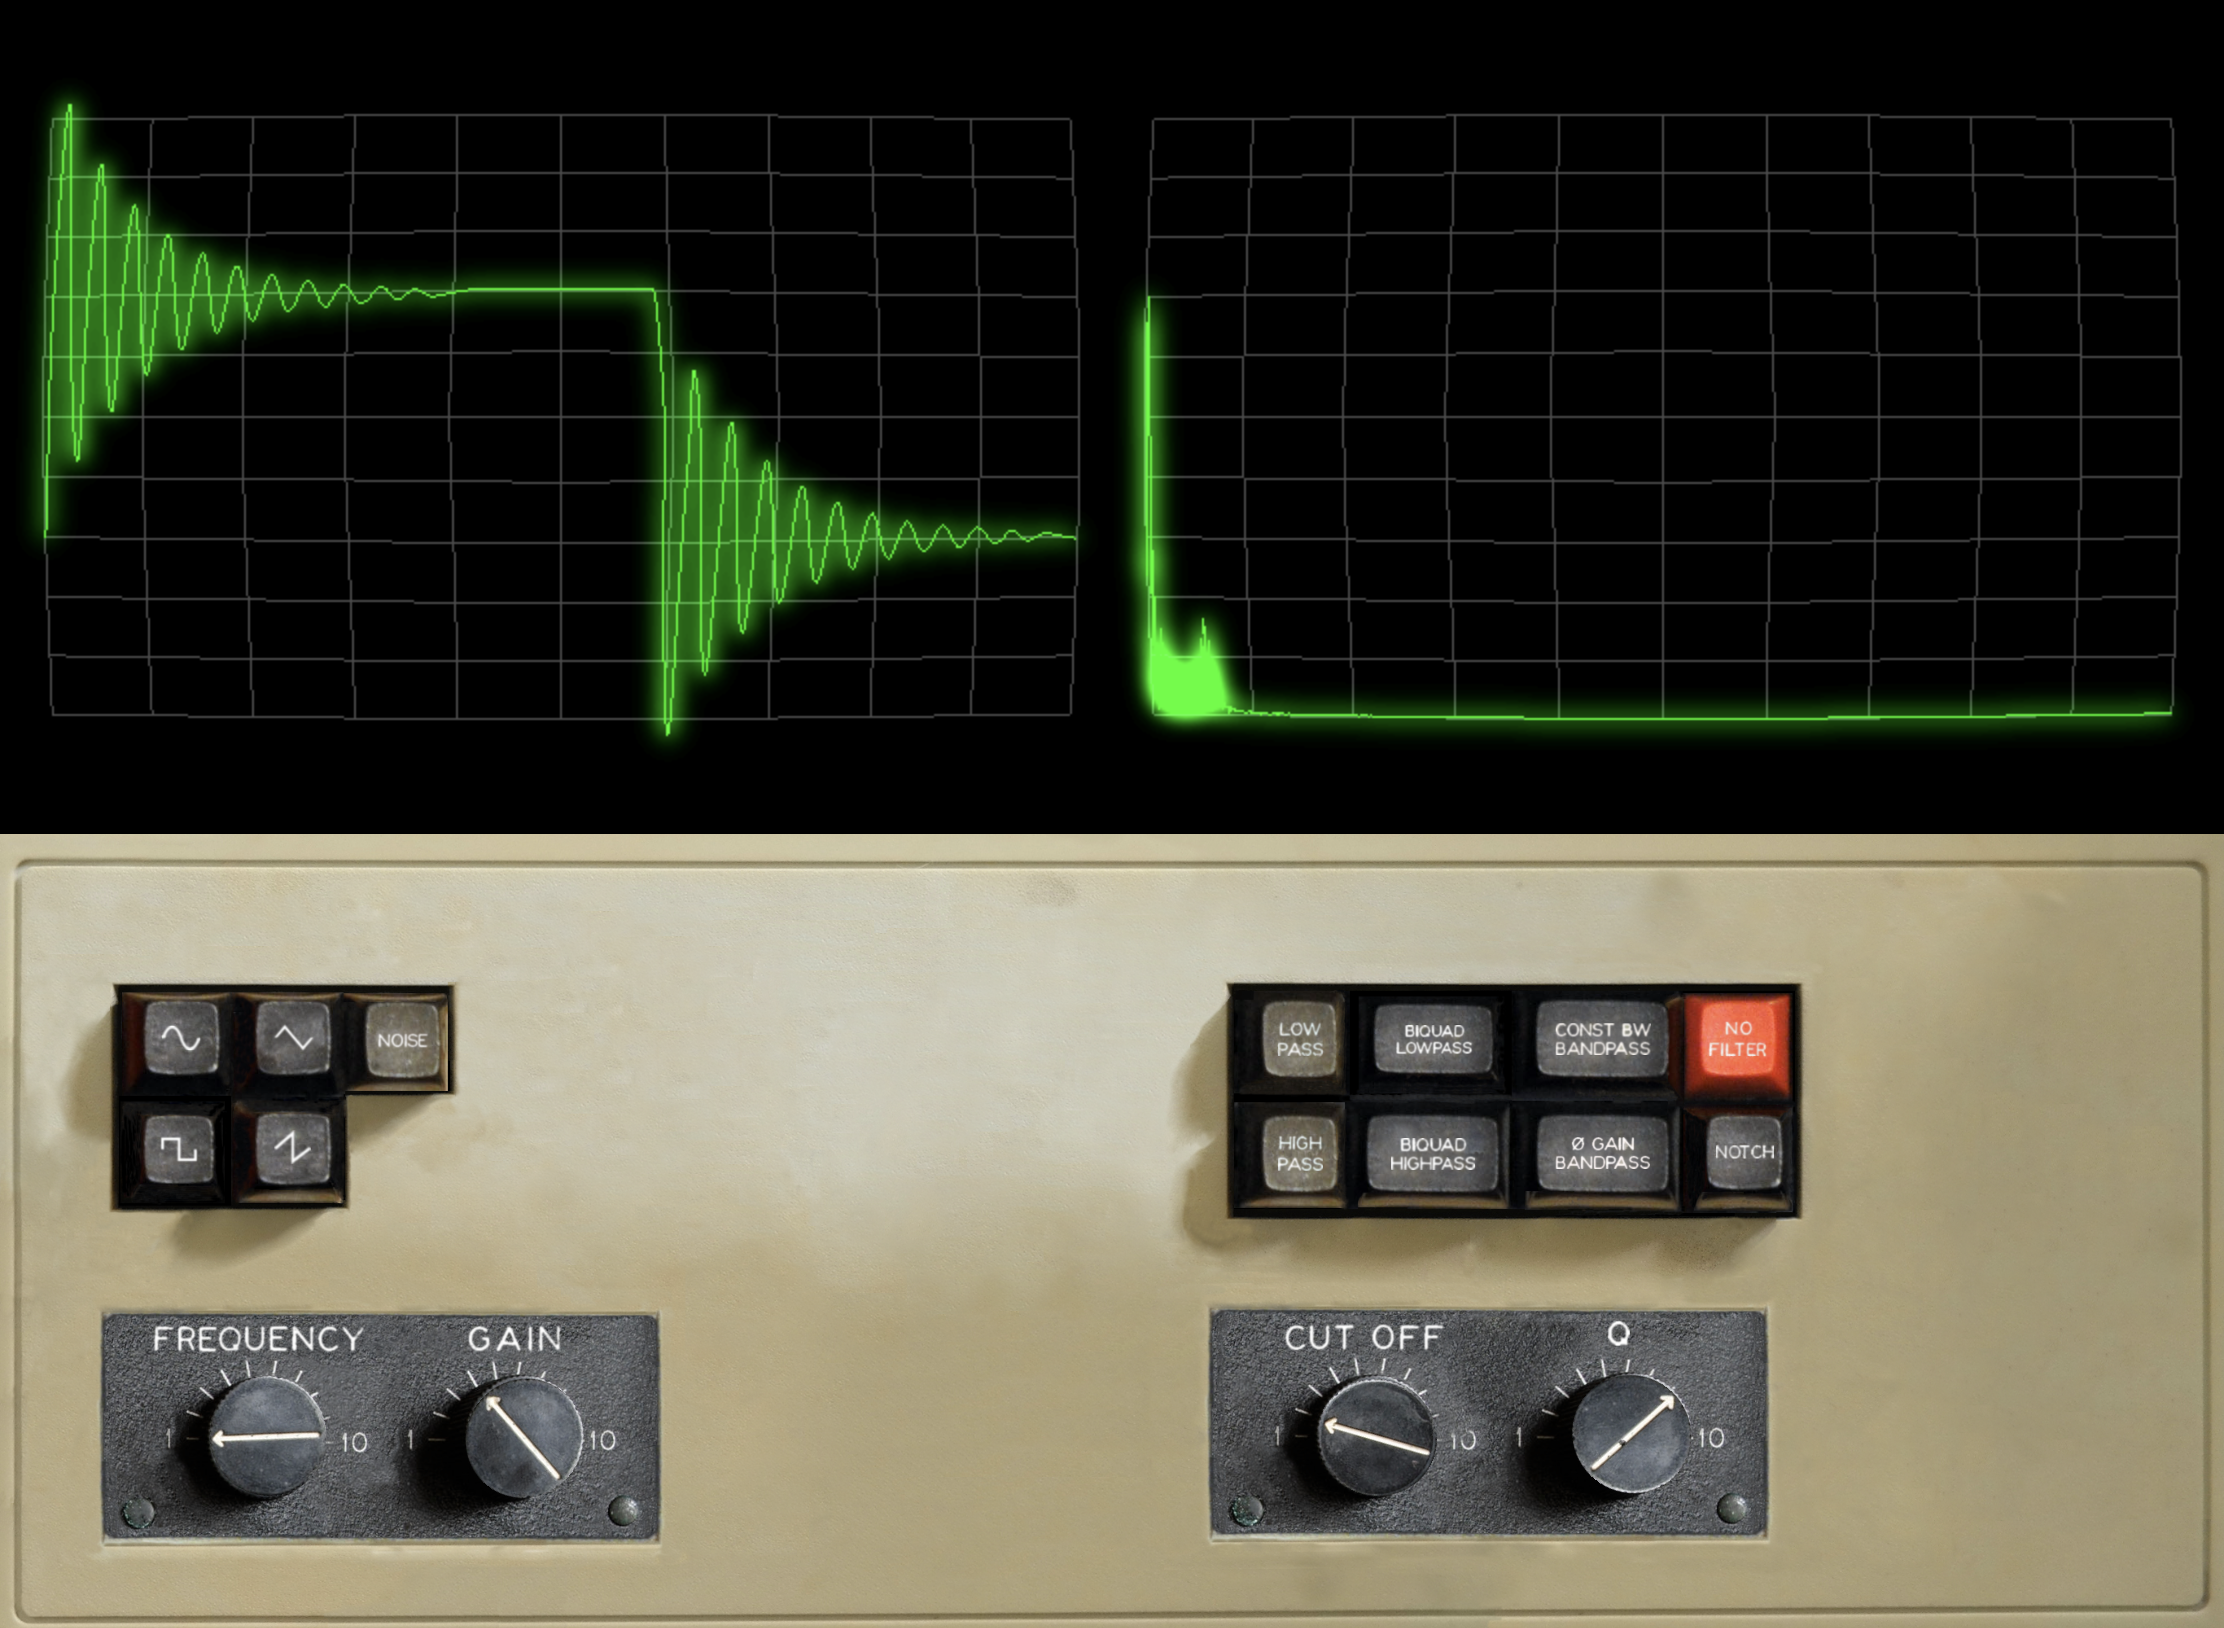 NOISE
LOW
PASS
BIQUAD
LOWPASS
CONST BW
BANDPASS
NO
FILTER
HIGH
PASS
BIQUAD
HIGHPASS
Ø GAIN
BANDPASS
NOTCH
FREQUENCY
GAIN
1
10
1
10
CUT OFF
Q
1
10
1
10